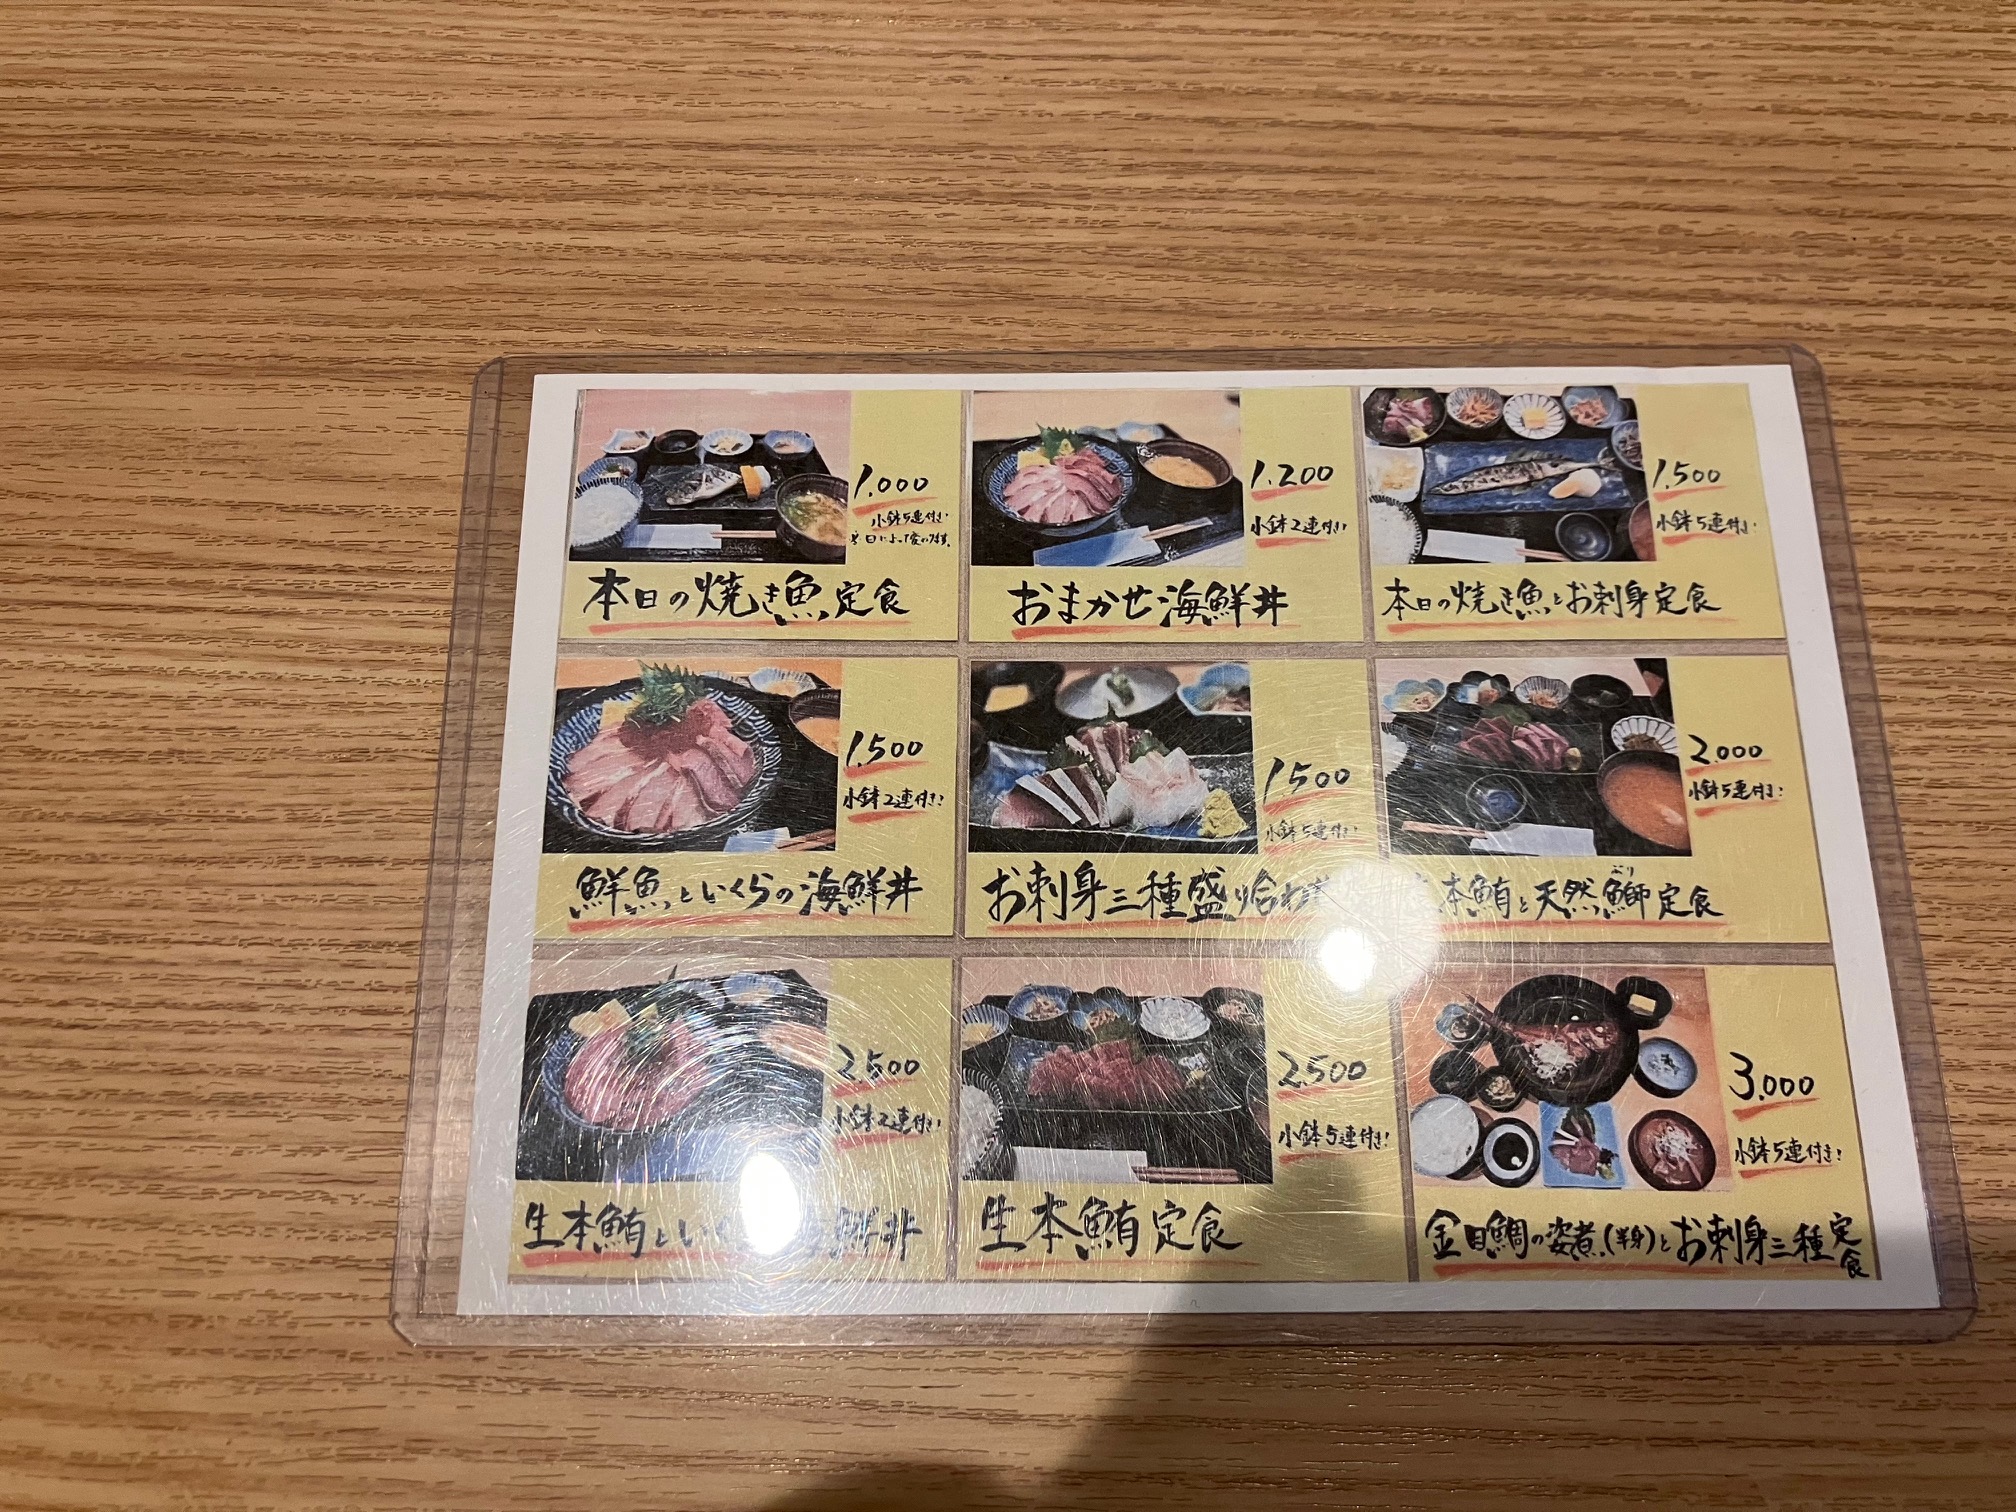 1.000
小鉢5連付き!
本日の焼き魚定食
1.200
小鉢2連付き!
おまかせ海鮮丼
1.500
小鉢5連付き!
本日の焼き魚とお刺身定食
1.500
小鉢2連付き!
鮮魚といくらの海鮮丼
1500
小鉢5連付き!
お刺身三種盛り合わ
2.000
小鉢5連付き!
ぶり
本鮪と天然鰤定食
2.500
小鉢2連付き!
生本鮪といく 鮮丼
2.500
小鉢5連付き!
生本鮪定食
3.000
小鉢5連付き!
金目鯛の姿煮(半身)とお刺身三種定食